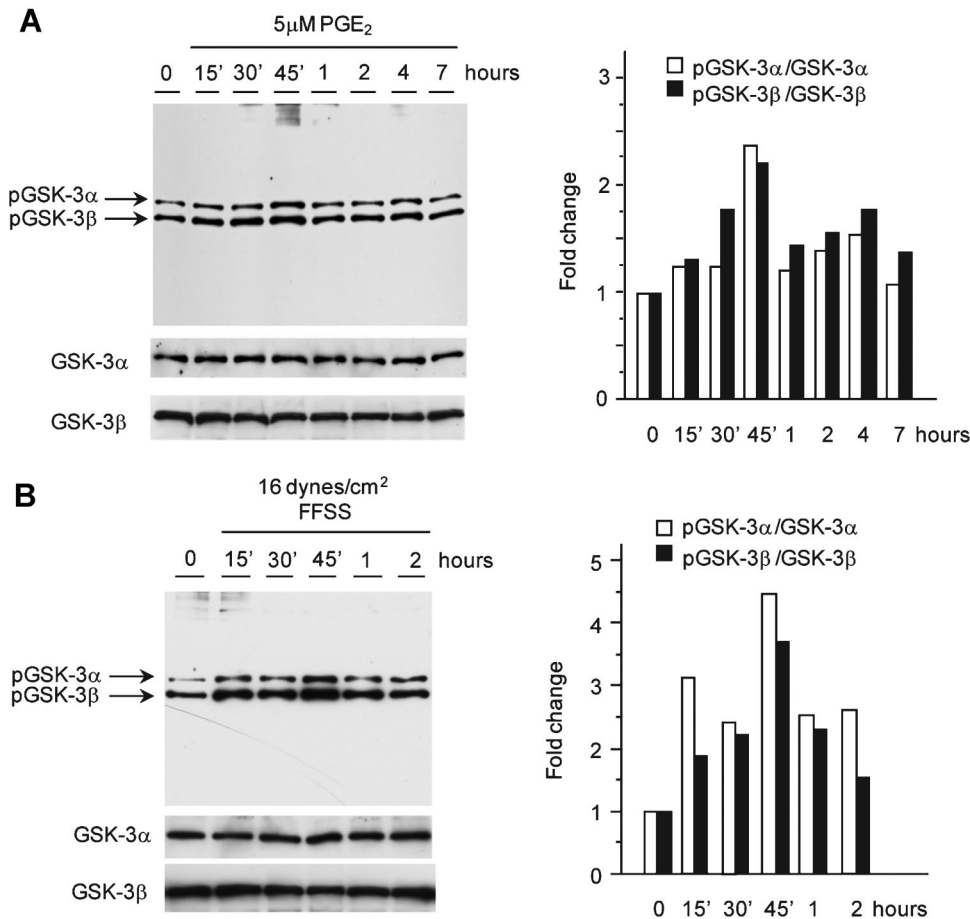 A
5μM PGE2
0 15' 30' 45' 1 2 4 7 hours
pGSK-3α
pGSK-3β
GSK-3α
GSK-3β
pGSK-3α/GSK-3α
pGSK-3β/GSK-3β
Fold change
3
2
1
0
0 15' 30' 45' 1 2 4 7 hours
B
16 dynes/cm2
FFSS
0 15' 30' 45' 1 2 hours
pGSK-3α
pGSK-3β
GSK-3α
GSK-3β
pGSK-3α/GSK-3α
pGSK-3β/GSK-3β
Fold change
5
4
3
2
1
0
0 15' 30' 45' 1 2 hours